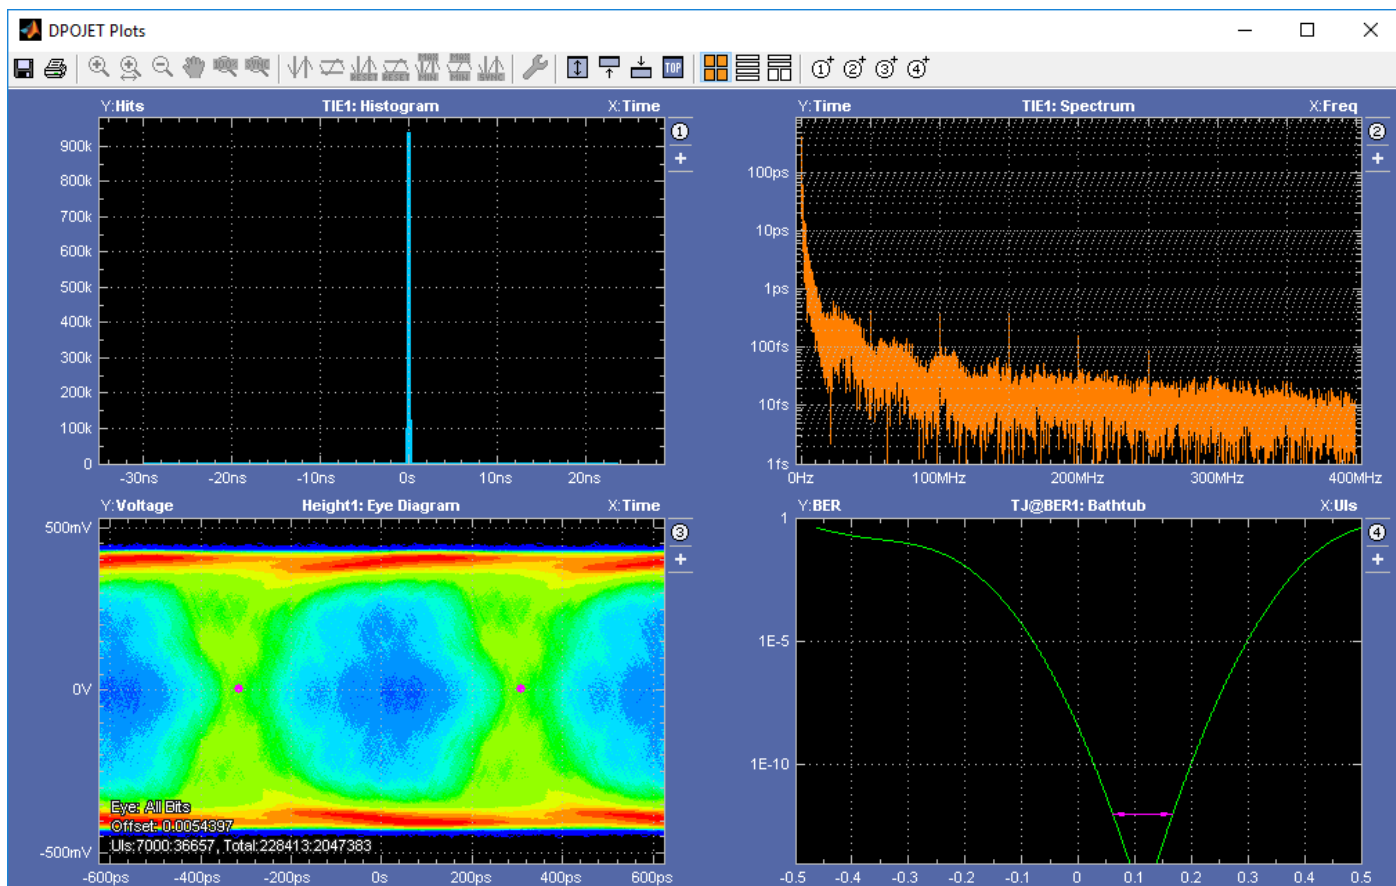 DPOJET Plots
TOP
Y:Hits TIE1: Histogram X:Time
1
900k
800k
700k
600k
500k
400k
300k
200k
100k
0
-30ns -20ns -10ns 0s 10ns 20ns
Y:Time TIE1: Spectrum X:Freq
2
100ps
10ps
1ps
100fs
10fs
1fs
0Hz 100MHz 200MHz 300MHz 400MHz
Y:Voltage Height1: Eye Diagram X:Time
3
500mV
0V
-500mV
Eye: All Bits
Offset: 0.0054397
UIs:7000:36657, Total:228413:2047383
-600ps -400ps -200ps 0s 200ps 400ps 600ps
Y:BER TJ@BER1: Bathtub X:UIs
4
1
1E-5
1E-10
-0.5 -0.4 -0.3 -0.2 -0.1 0 0.1 0.2 0.3 0.4 0.5